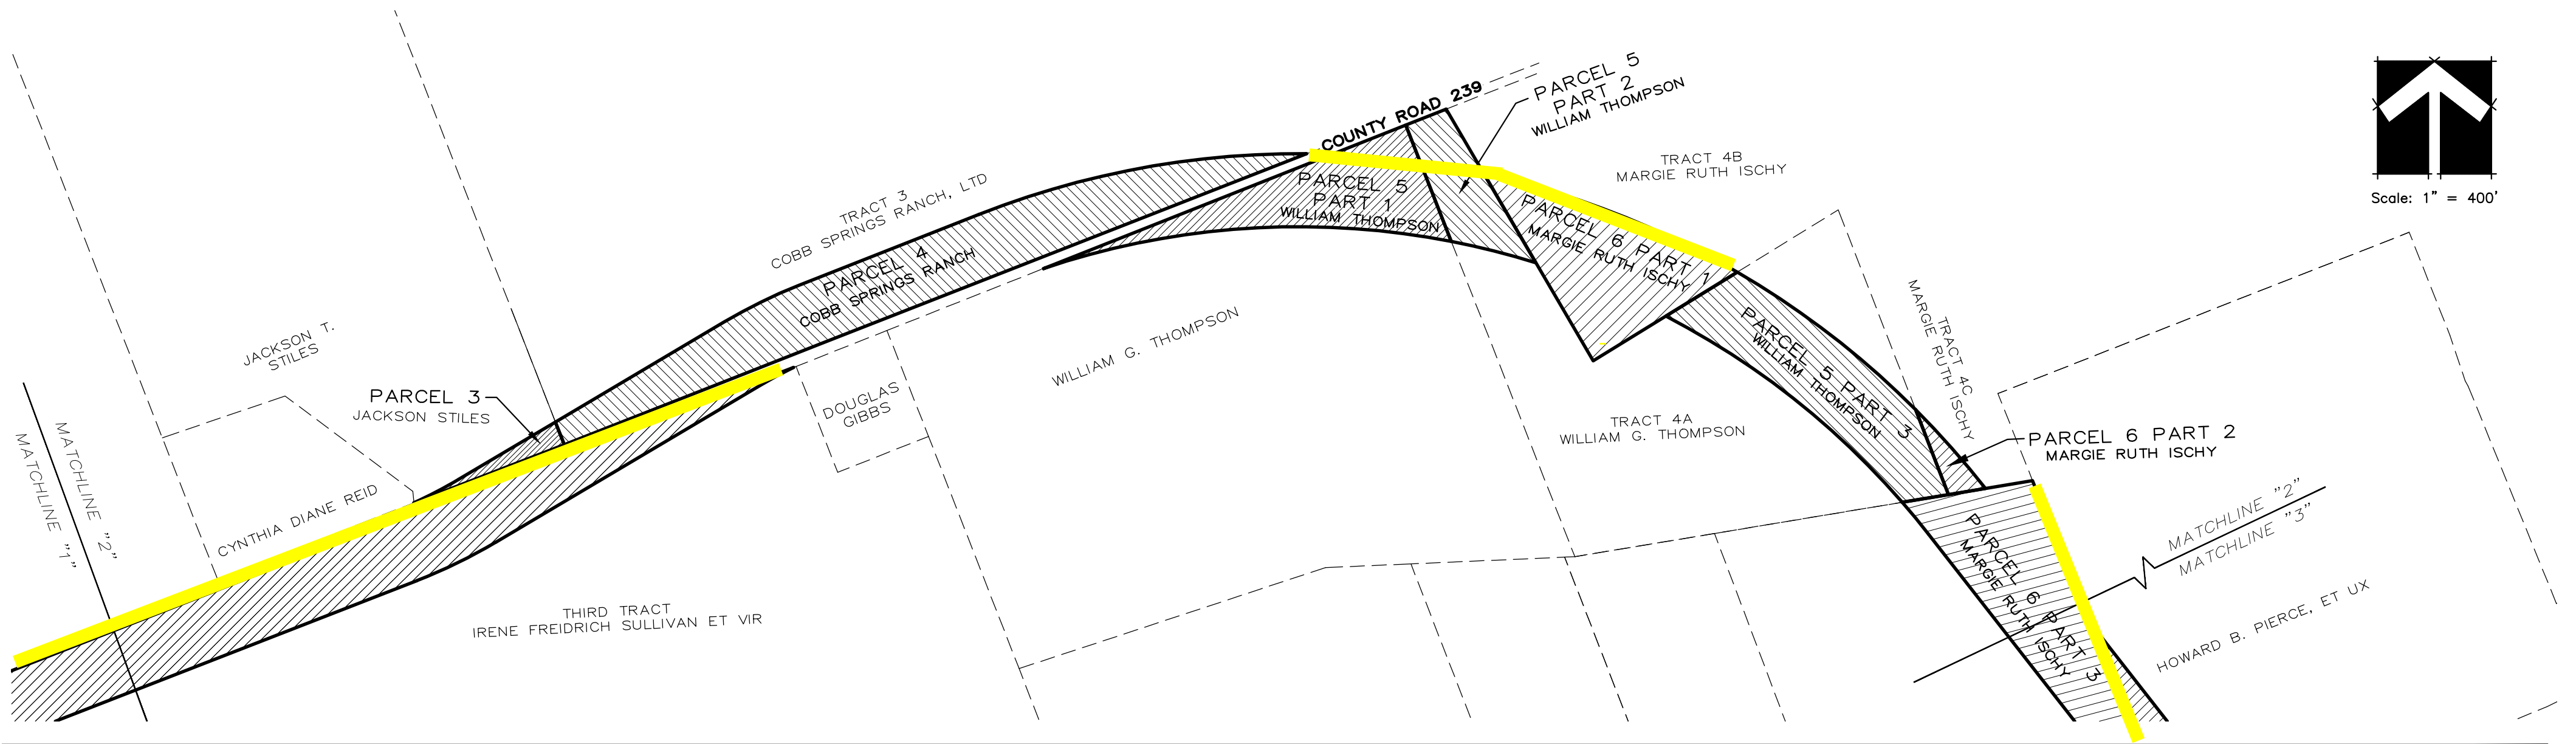 COUNTY ROAD 239
PARCEL 5
PART 2
WILLIAM THOMPSON
TRACT 4B
MARGIE RUTH ISCHY
Scale: 1" = 400'
TRACT 3
COBB SPRINGS RANCH, LTD
PARCEL 5
PART 1
WILLIAM THOMPSON
PARCEL 6 PART 1
MARGIE RUTH ISCHY
PARCEL 4
COBB SPRINGS RANCH
JACKSON T.
STILES
PARCEL 3
JACKSON STILES
DOUGLAS
GIBBS
WILLIAM G. THOMPSON
PARCEL 5 PART 3
WILLIAM THOMPSON
TRACT 4C
MARGIE RUTH ISCHY
TRACT 4A
WILLIAM G. THOMPSON
PARCEL 6 PART 2
MARGIE RUTH ISCHY
MATCHLINE "2"
MATCHLINE "1"
CYNTHIA DIANE REID
THIRD TRACT
IRENE FREIDRICH SULLIVAN ET VIR
PARCEL 6 PART 3
MARGIE RUTH ISCHY
MATCHLINE "2"
MATCHLINE "3"
HOWARD B. PIERCE, ET UX